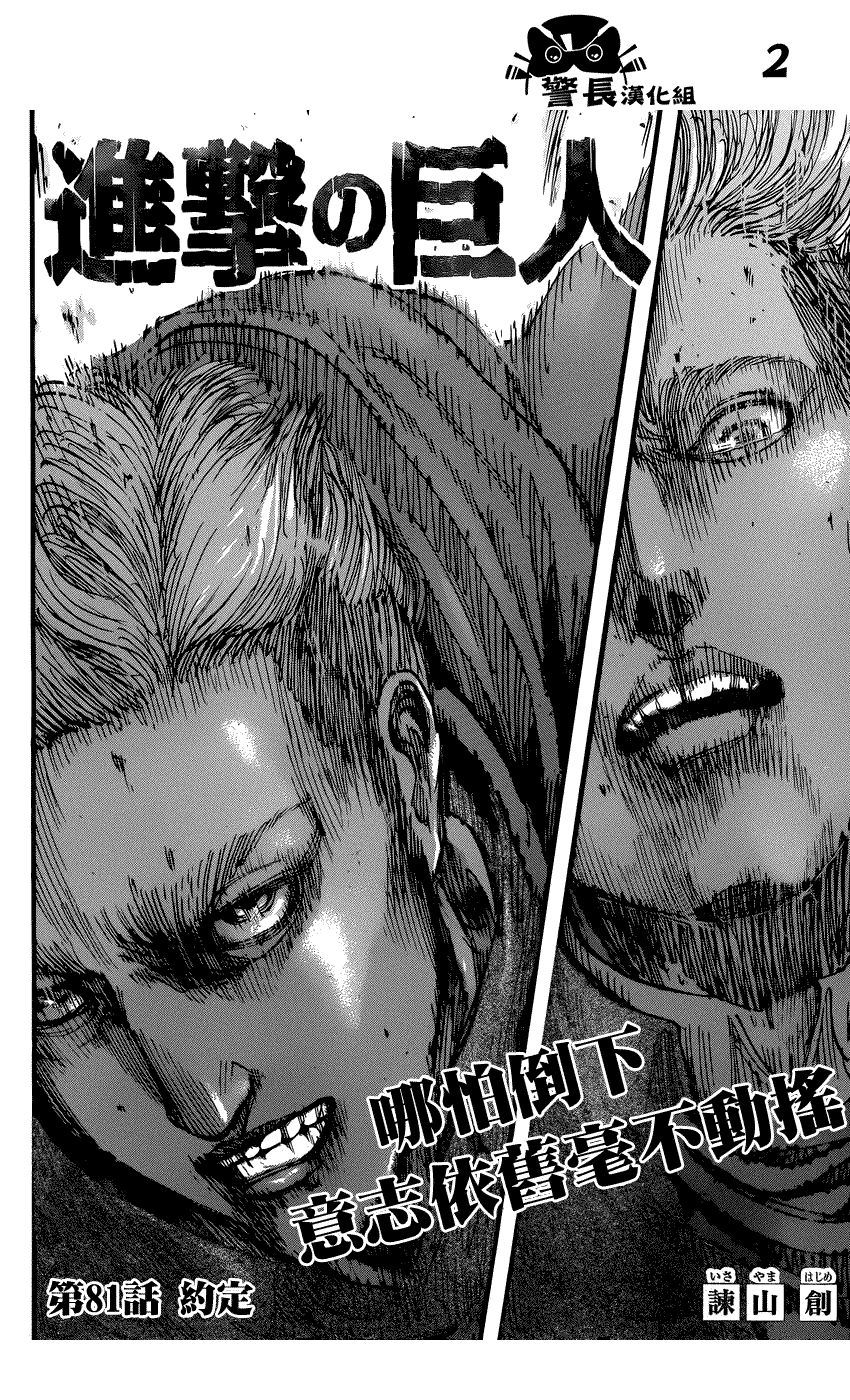 警長漢化組
2
進撃の巨人
哪怕倒下
意志依舊毫不動搖
第81話 約定
いさ やま はじめ
諫山 創